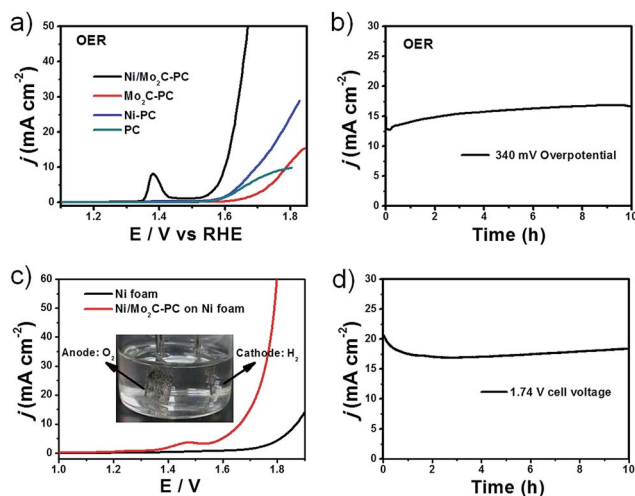 a)
OER
j (mA cm⁻²)
50
40
30
20
10
0
Ni/Mo₂C-PC
Mo₂C-PC
Ni-PC
PC
1.2
1.4
1.6
1.8
E / V vs RHE
b)
OER
j (mA cm⁻²)
30
25
20
15
10
5
0
340 mV Overpotential
0
2
4
6
8
10
Time (h)
c)
j (mA cm⁻²)
60
50
40
30
20
10
0
Ni foam
Ni/Mo₂C-PC on Ni foam
Anode: O₂
Cathode: H₂
1.0
1.2
1.4
1.6
1.8
E / V
d)
j (mA cm⁻²)
30
25
20
15
10
5
0
1.74 V cell voltage
0
2
4
6
8
10
Time (h)